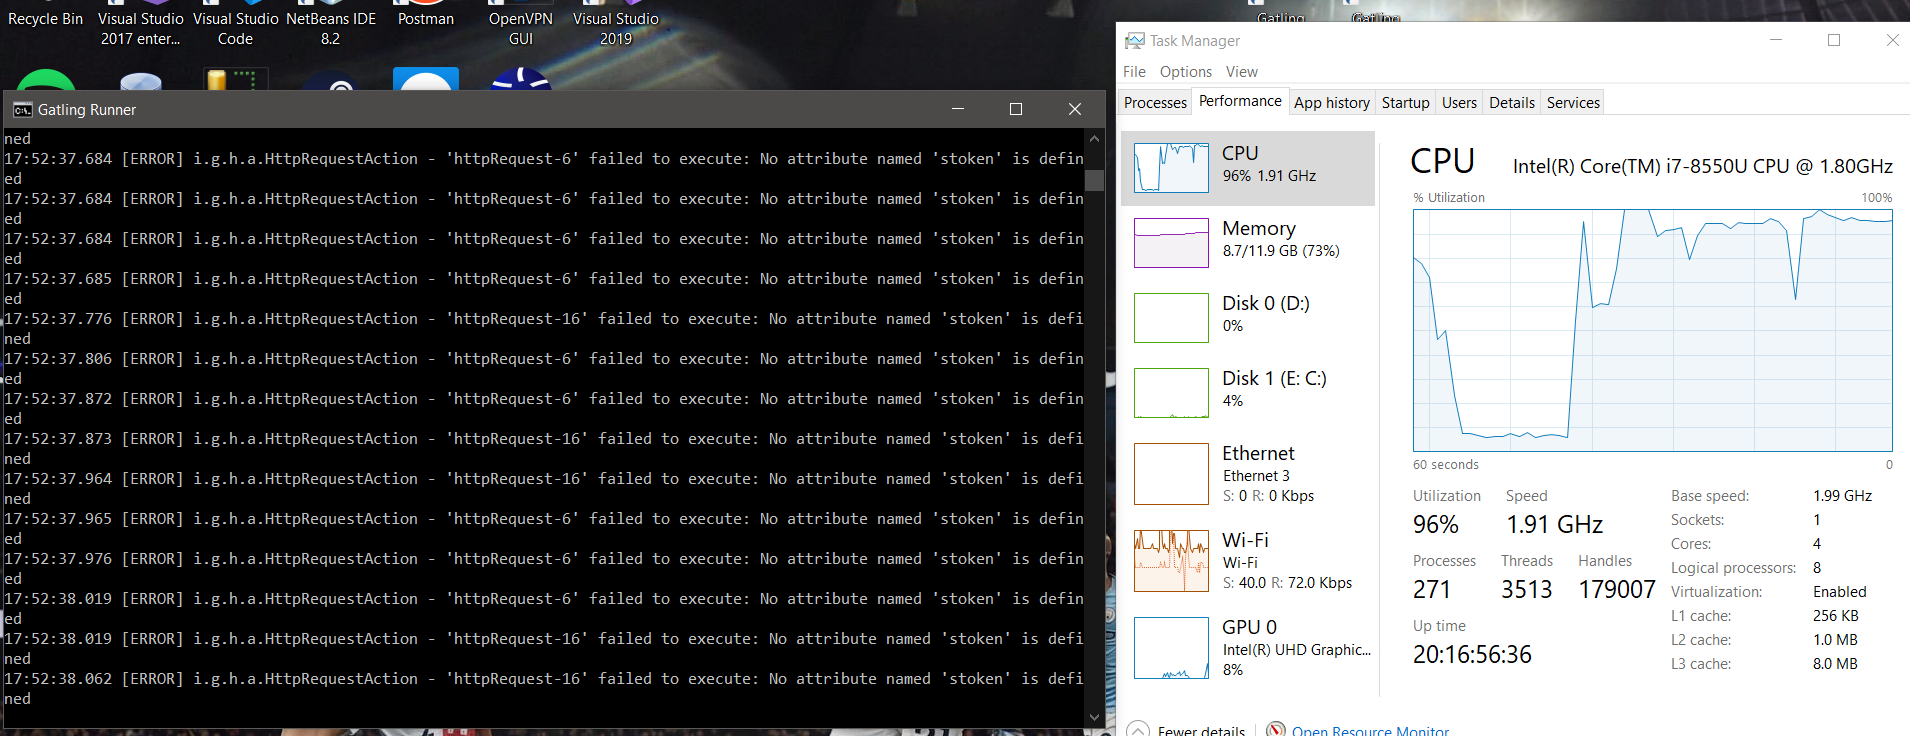 Recycle Bin
Visual Studio
2017 enter...
Visual Studio
Code
NetBeans IDE
8.2
Postman
OpenVPN
GUI
Visual Studio
2019
Gatling
Gatling
Gatling Runner
ned
17:52:37.684 [ERROR] i.g.h.a.HttpRequestAction - 'httpRequest-6' failed to execute: No attribute named 'stoken' is defin
ed
17:52:37.684 [ERROR] i.g.h.a.HttpRequestAction - 'httpRequest-6' failed to execute: No attribute named 'stoken' is defin
ed
17:52:37.684 [ERROR] i.g.h.a.HttpRequestAction - 'httpRequest-6' failed to execute: No attribute named 'stoken' is defin
ed
17:52:37.685 [ERROR] i.g.h.a.HttpRequestAction - 'httpRequest-6' failed to execute: No attribute named 'stoken' is defin
ed
17:52:37.776 [ERROR] i.g.h.a.HttpRequestAction - 'httpRequest-16' failed to execute: No attribute named 'stoken' is defi
ned
17:52:37.806 [ERROR] i.g.h.a.HttpRequestAction - 'httpRequest-6' failed to execute: No attribute named 'stoken' is defin
ed
17:52:37.872 [ERROR] i.g.h.a.HttpRequestAction - 'httpRequest-6' failed to execute: No attribute named 'stoken' is defin
ed
17:52:37.873 [ERROR] i.g.h.a.HttpRequestAction - 'httpRequest-16' failed to execute: No attribute named 'stoken' is defi
ned
17:52:37.964 [ERROR] i.g.h.a.HttpRequestAction - 'httpRequest-16' failed to execute: No attribute named 'stoken' is defi
ned
17:52:37.965 [ERROR] i.g.h.a.HttpRequestAction - 'httpRequest-6' failed to execute: No attribute named 'stoken' is defin
ed
17:52:37.976 [ERROR] i.g.h.a.HttpRequestAction - 'httpRequest-6' failed to execute: No attribute named 'stoken' is defin
ed
17:52:38.019 [ERROR] i.g.h.a.HttpRequestAction - 'httpRequest-6' failed to execute: No attribute named 'stoken' is defin
ed
17:52:38.019 [ERROR] i.g.h.a.HttpRequestAction - 'httpRequest-16' failed to execute: No attribute named 'stoken' is defi
ned
17:52:38.062 [ERROR] i.g.h.a.HttpRequestAction - 'httpRequest-16' failed to execute: No attribute named 'stoken' is defi
ned
Task Manager
File Options View
Processes Performance App history Startup Users Details Services
CPU
96% 1.91 GHz
Memory
8.7/11.9 GB (73%)
Disk 0 (D:)
0%
Disk 1 (E: C:)
4%
Ethernet
Ethernet 3
S: 0 R: 0 Kbps
Wi-Fi
Wi-Fi
S: 40.0 R: 72.0 Kbps
GPU 0
Intel(R) UHD Graphic...
8%
CPU Intel(R) Core(TM) i7-8550U CPU @ 1.80GHz
% Utilization 100%
60 seconds 0
Utilization Speed
96% 1.91 GHz
Processes Threads Handles
271 3513 179007
Up time
20:16:56:36
Base speed: 1.99 GHz
Sockets: 1
Cores: 4
Logical processors: 8
Virtualization: Enabled
L1 cache: 256 KB
L2 cache: 1.0 MB
L3 cache: 8.0 MB
Fewer details Open Resource Monitor